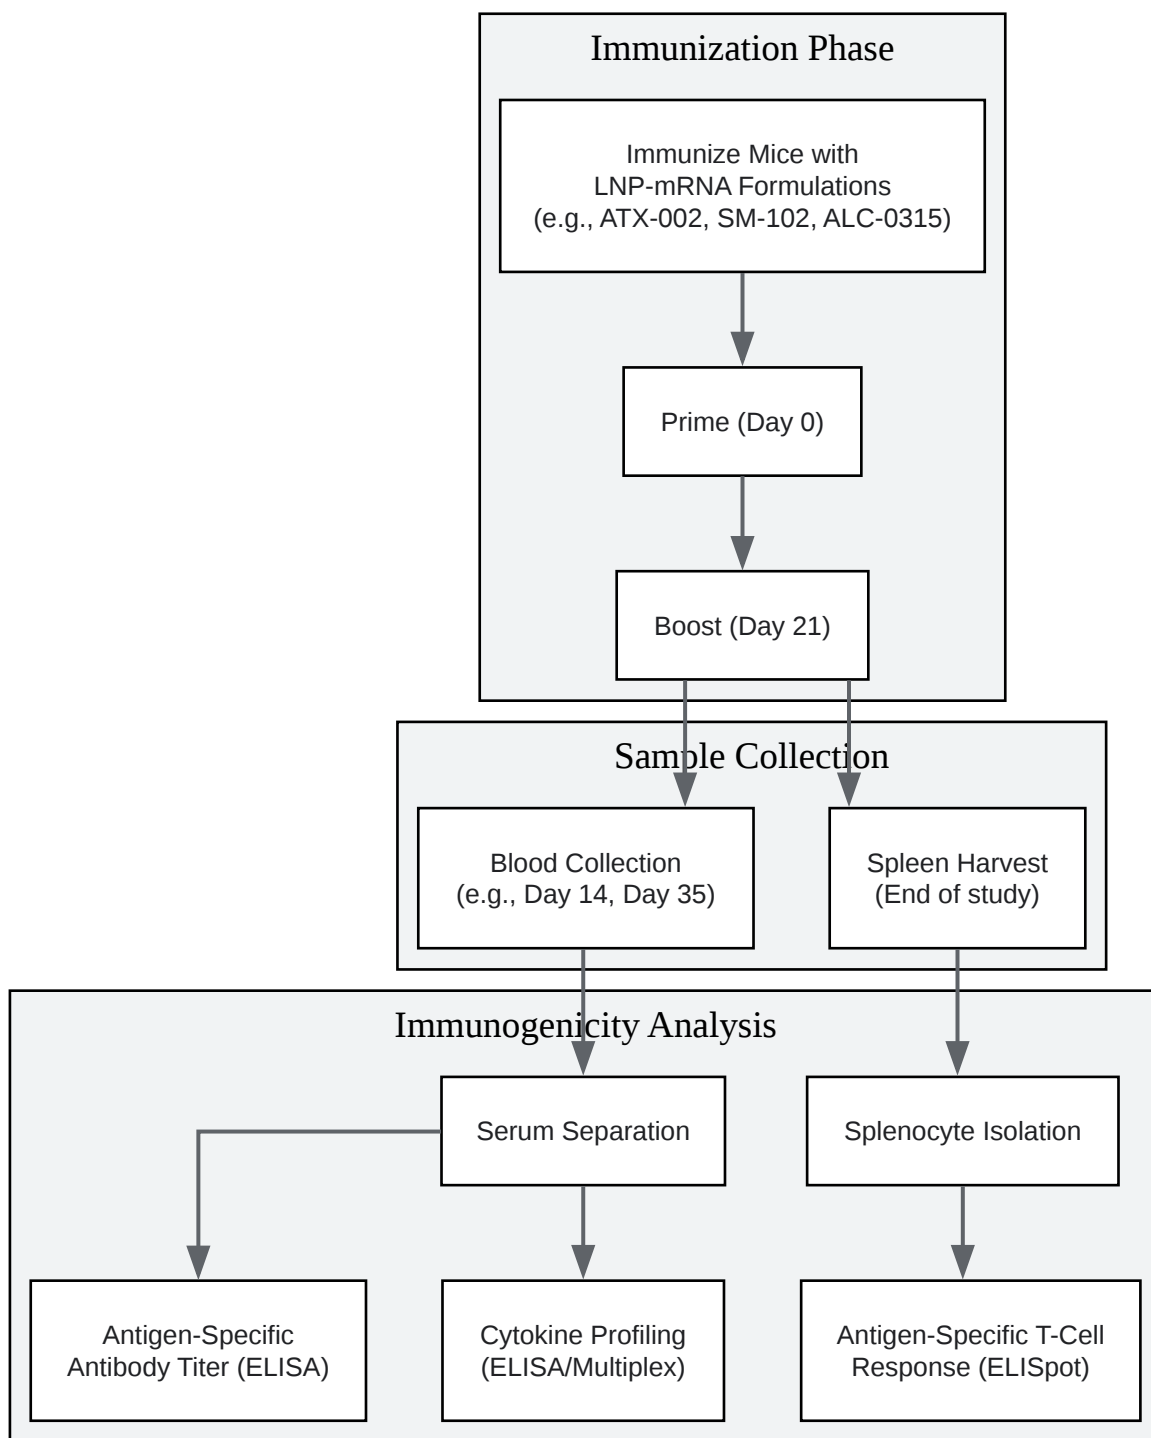 Immunization Phase
Immunize Mice with
LNP-mRNA Formulations
(e.g., ATX-002, SM-102, ALC-0315)
Prime (Day 0)
Boost (Day 21)
Sample Collection
Blood Collection
(e.g., Day 14, Day 35)
Spleen Harvest
(End of study)
Immunogenicity Analysis
Serum Separation
Splenocyte Isolation
Antigen-Specific
Antibody Titer (ELISA)
Cytokine Profiling
(ELISA/Multiplex)
Antigen-Specific T-Cell
Response (ELISpot)